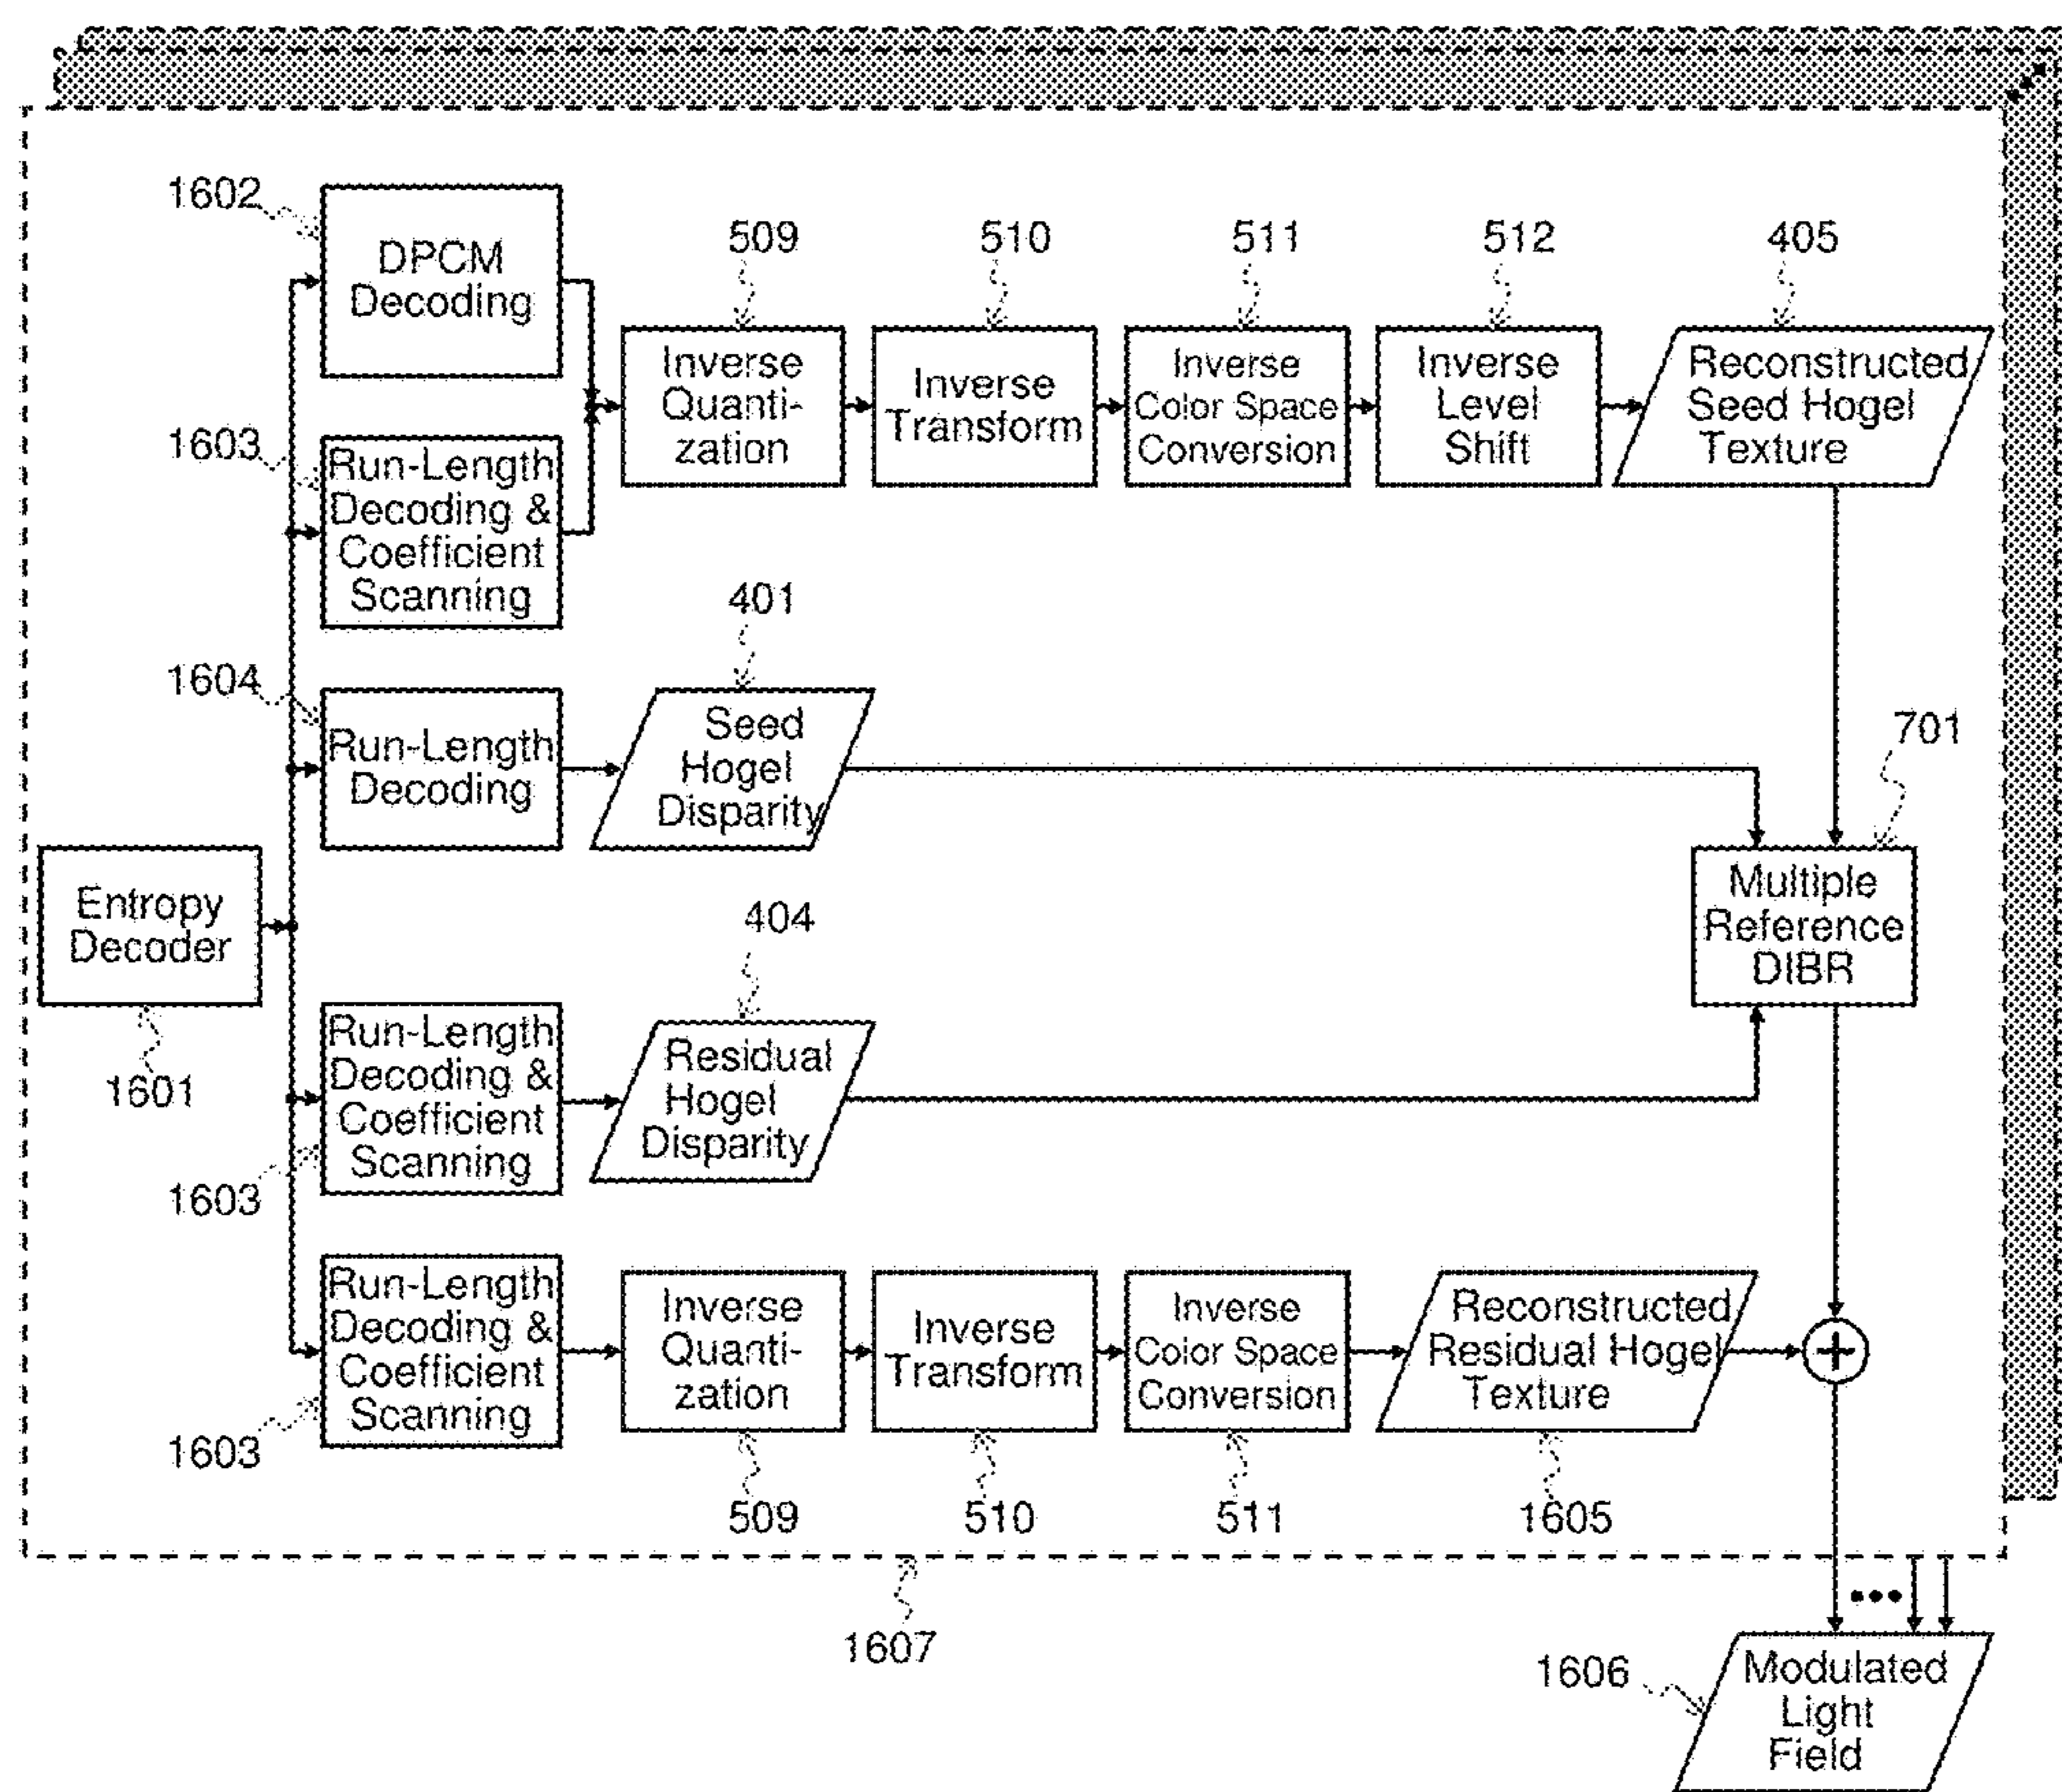 1602
DPCM
Decoding
509
510
511
512
405
Inverse
Quanti-
zation
Inverse
Transform
Inverse
Color Space
Conversion
Inverse
Level
Shift
Reconstructed
Seed Hogel
Texture
1603
Run-Length
Decoding &
Coefficient
Scanning
401
1604
Run-Length
Decoding
Seed
Hogel
Disparity
701
Multiple
Reference
DIBR
Entropy
Decoder
1601
404
Run-Length
Decoding &
Coefficient
Scanning
1603
Residual
Hogel
Disparity
Run-Length
Decoding &
Coefficient
Scanning
1603
Inverse
Quanti-
zation
Inverse
Transform
Inverse
Color Space
Conversion
Reconstructed
Residual Hogel
Texture
+
509
510
511
1605
1607
1606
Modulated
Light
Field